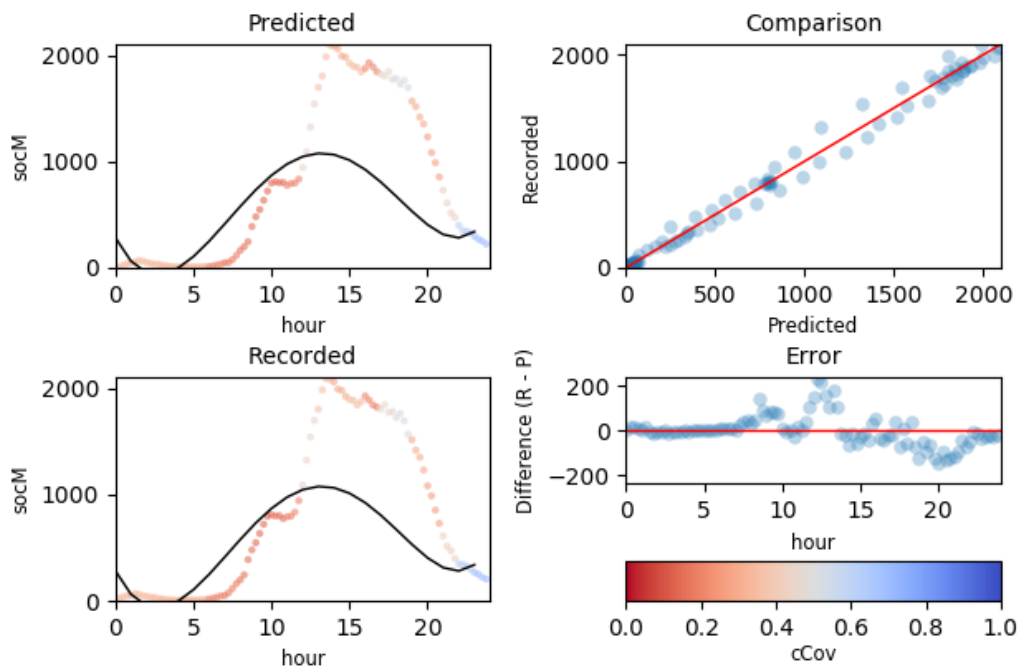 Predicted
2000
1000
0
socM
0 5 10 15 20
hour
Comparison
2000
1000
0
Recorded
0 500 1000 1500 2000
Predicted
Recorded
2000
1000
0
socM
0 5 10 15 20
hour
Error
200
0
−200
Difference (R - P)
0 5 10 15 20
hour
0.0 0.2 0.4 0.6 0.8 1.0
cCov